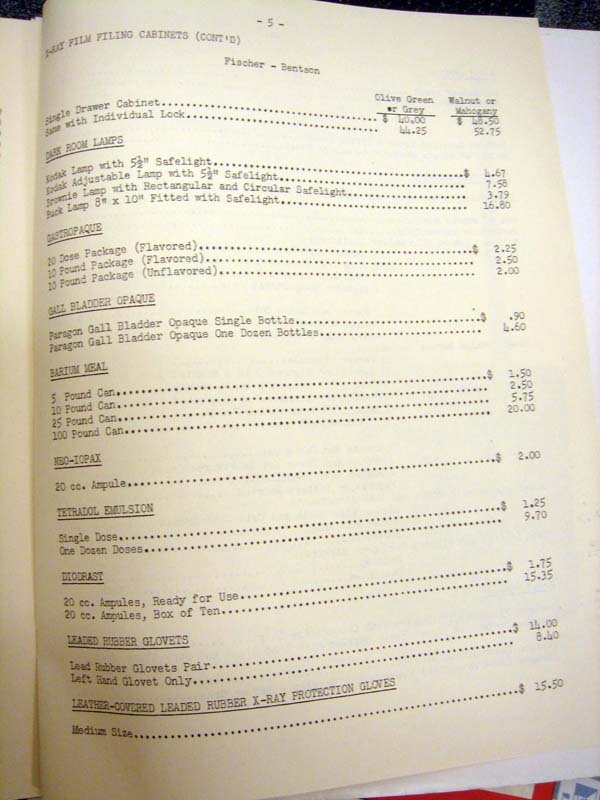 - 5 -
X-RAY FILM FILING CABINETS (CONT'D)
Fischer - Bentson
Olive Green or Grey Walnut or Mahogany
Single Drawer Cabinet........................ $ 40.00 $ 48.50
Same with Individual Lock........................ 44.25 52.75
DARK ROOM LAMPS
Kodak Lamp with 5½" Safelight........................$ 4.67
Kodak Adjustable Lamp with 5½" Safelight........................ 7.58
Brownie Lamp with Rectangular and Circular Safelight........................ 3.79
Buck Lamp 8" x 10" Fitted with Safelight........................ 16.80
GASTROPAQUE
20 Dose Package (Flavored)........................$ 2.25
10 Pound Package (Flavored)........................ 2.50
10 Pound Package (Unflavored)........................ 2.00
GALL BLADDER OPAQUE
Paragon Gall Bladder Opaque Single Bottle........................$ .90
Paragon Gall Bladder Opaque One Dozen Bottles........................ 4.60
BARIUM MEAL
5 Pound Can........................$ 1.50
10 Pound Can........................ 2.50
25 Pound Can........................ 5.75
100 Pound Can........................ 20.00
NEO-IOPAX
20 cc. Ampule........................$ 2.00
TETRADOL EMULSION
Single Dose........................$ 1.25
One Dozen Doses........................ 9.70
DIODRAST
20 cc. Ampules, Ready for Use........................$ 1.75
20 cc. Ampules, Box of Ten........................ 15.35
LEADED RUBBER GLOVETS
Lead Rubber Glovets Pair........................$ 14.00
Left Hand Glovet Only........................ 8.40
LEATHER-COVERED LEADED RUBBER X-RAY PROTECTION GLOVES
Medium Size........................$ 15.50